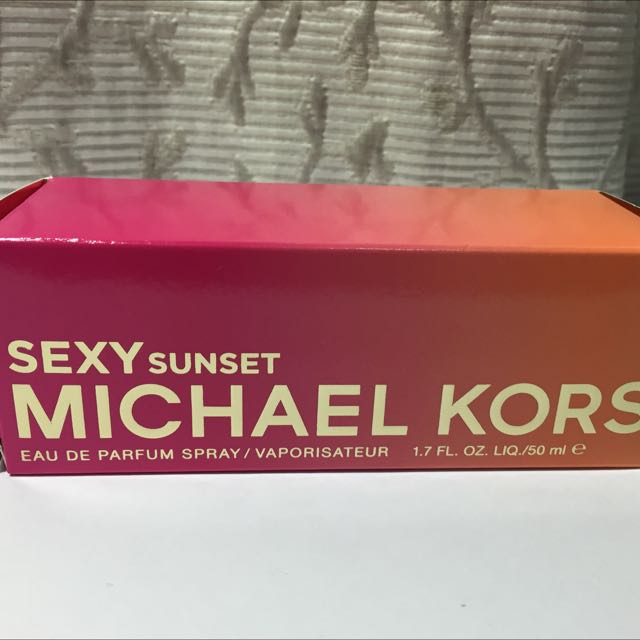 SEXY SUNSET
MICHAEL KORS
EAU DE PARFUM SPRAY / VAPORISATEUR 1.7 FL. OZ. LIQ./50 ml ℮